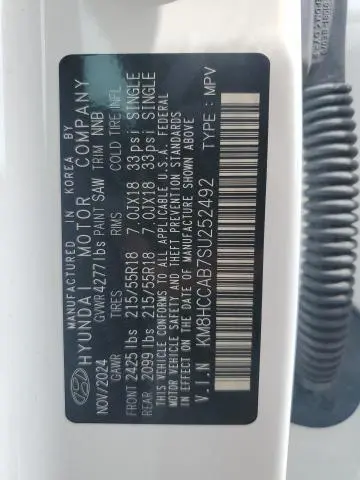 MANUFACTURED IN KOREA BY
HYUNDAI MOTOR COMPANY
NOV/2024 GVWR 4277lbs PAINT SAW TRIM NNB
GAWR TIRES RIMS COLD TIRE INFL
FRONT 2425lbs 215/55R18 7.0JX18 33psi SINGLE
REAR 2099lbs 215/55R18 7.0JX18 33psi SINGLE
THIS VEHICLE CONFORMS TO ALL APPLICABLE U.S.A. FEDERAL
MOTOR VEHICLE SAFETY AND THEFT PREVENTION STANDARDS
IN EFFECT ON THE DATE OF MANUFACTURE SHOWN ABOVE
V.I.N KM8HCCAB7SU252492 TYPE : MPV